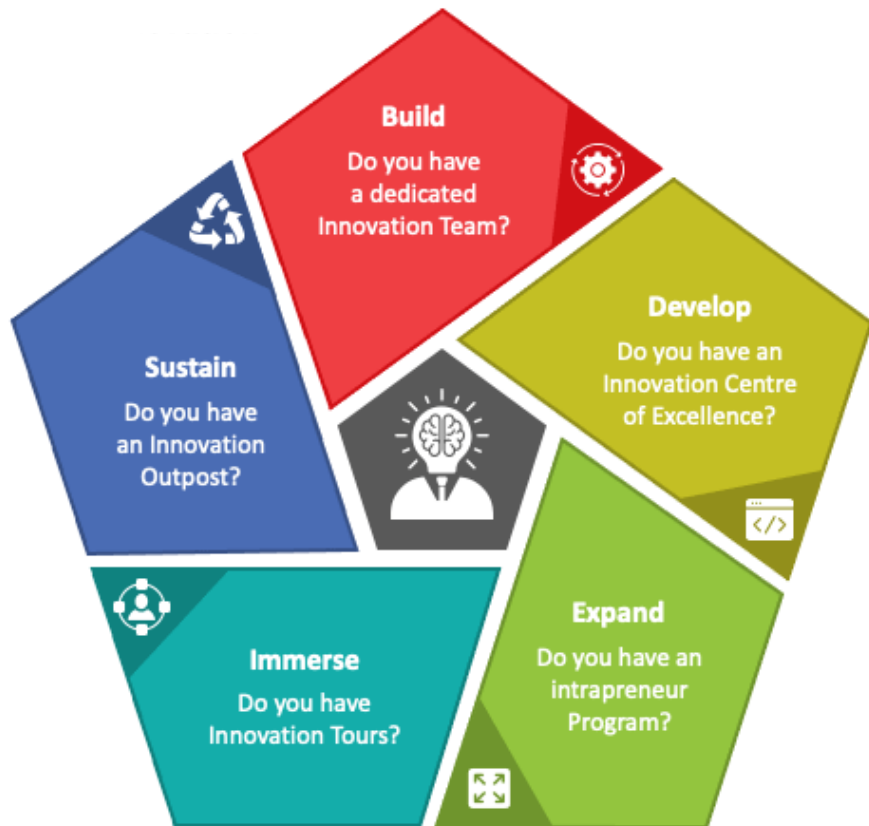 Build
Do you have
a dedicated
Innovation Team?
Develop
Do you have an
Innovation Centre
of Excellence?
Expand
Do you have an
intrapreneur
Program?
Immerse
Do you have
Innovation Tours?
Sustain
Do you have
an Innovation
Outpost?